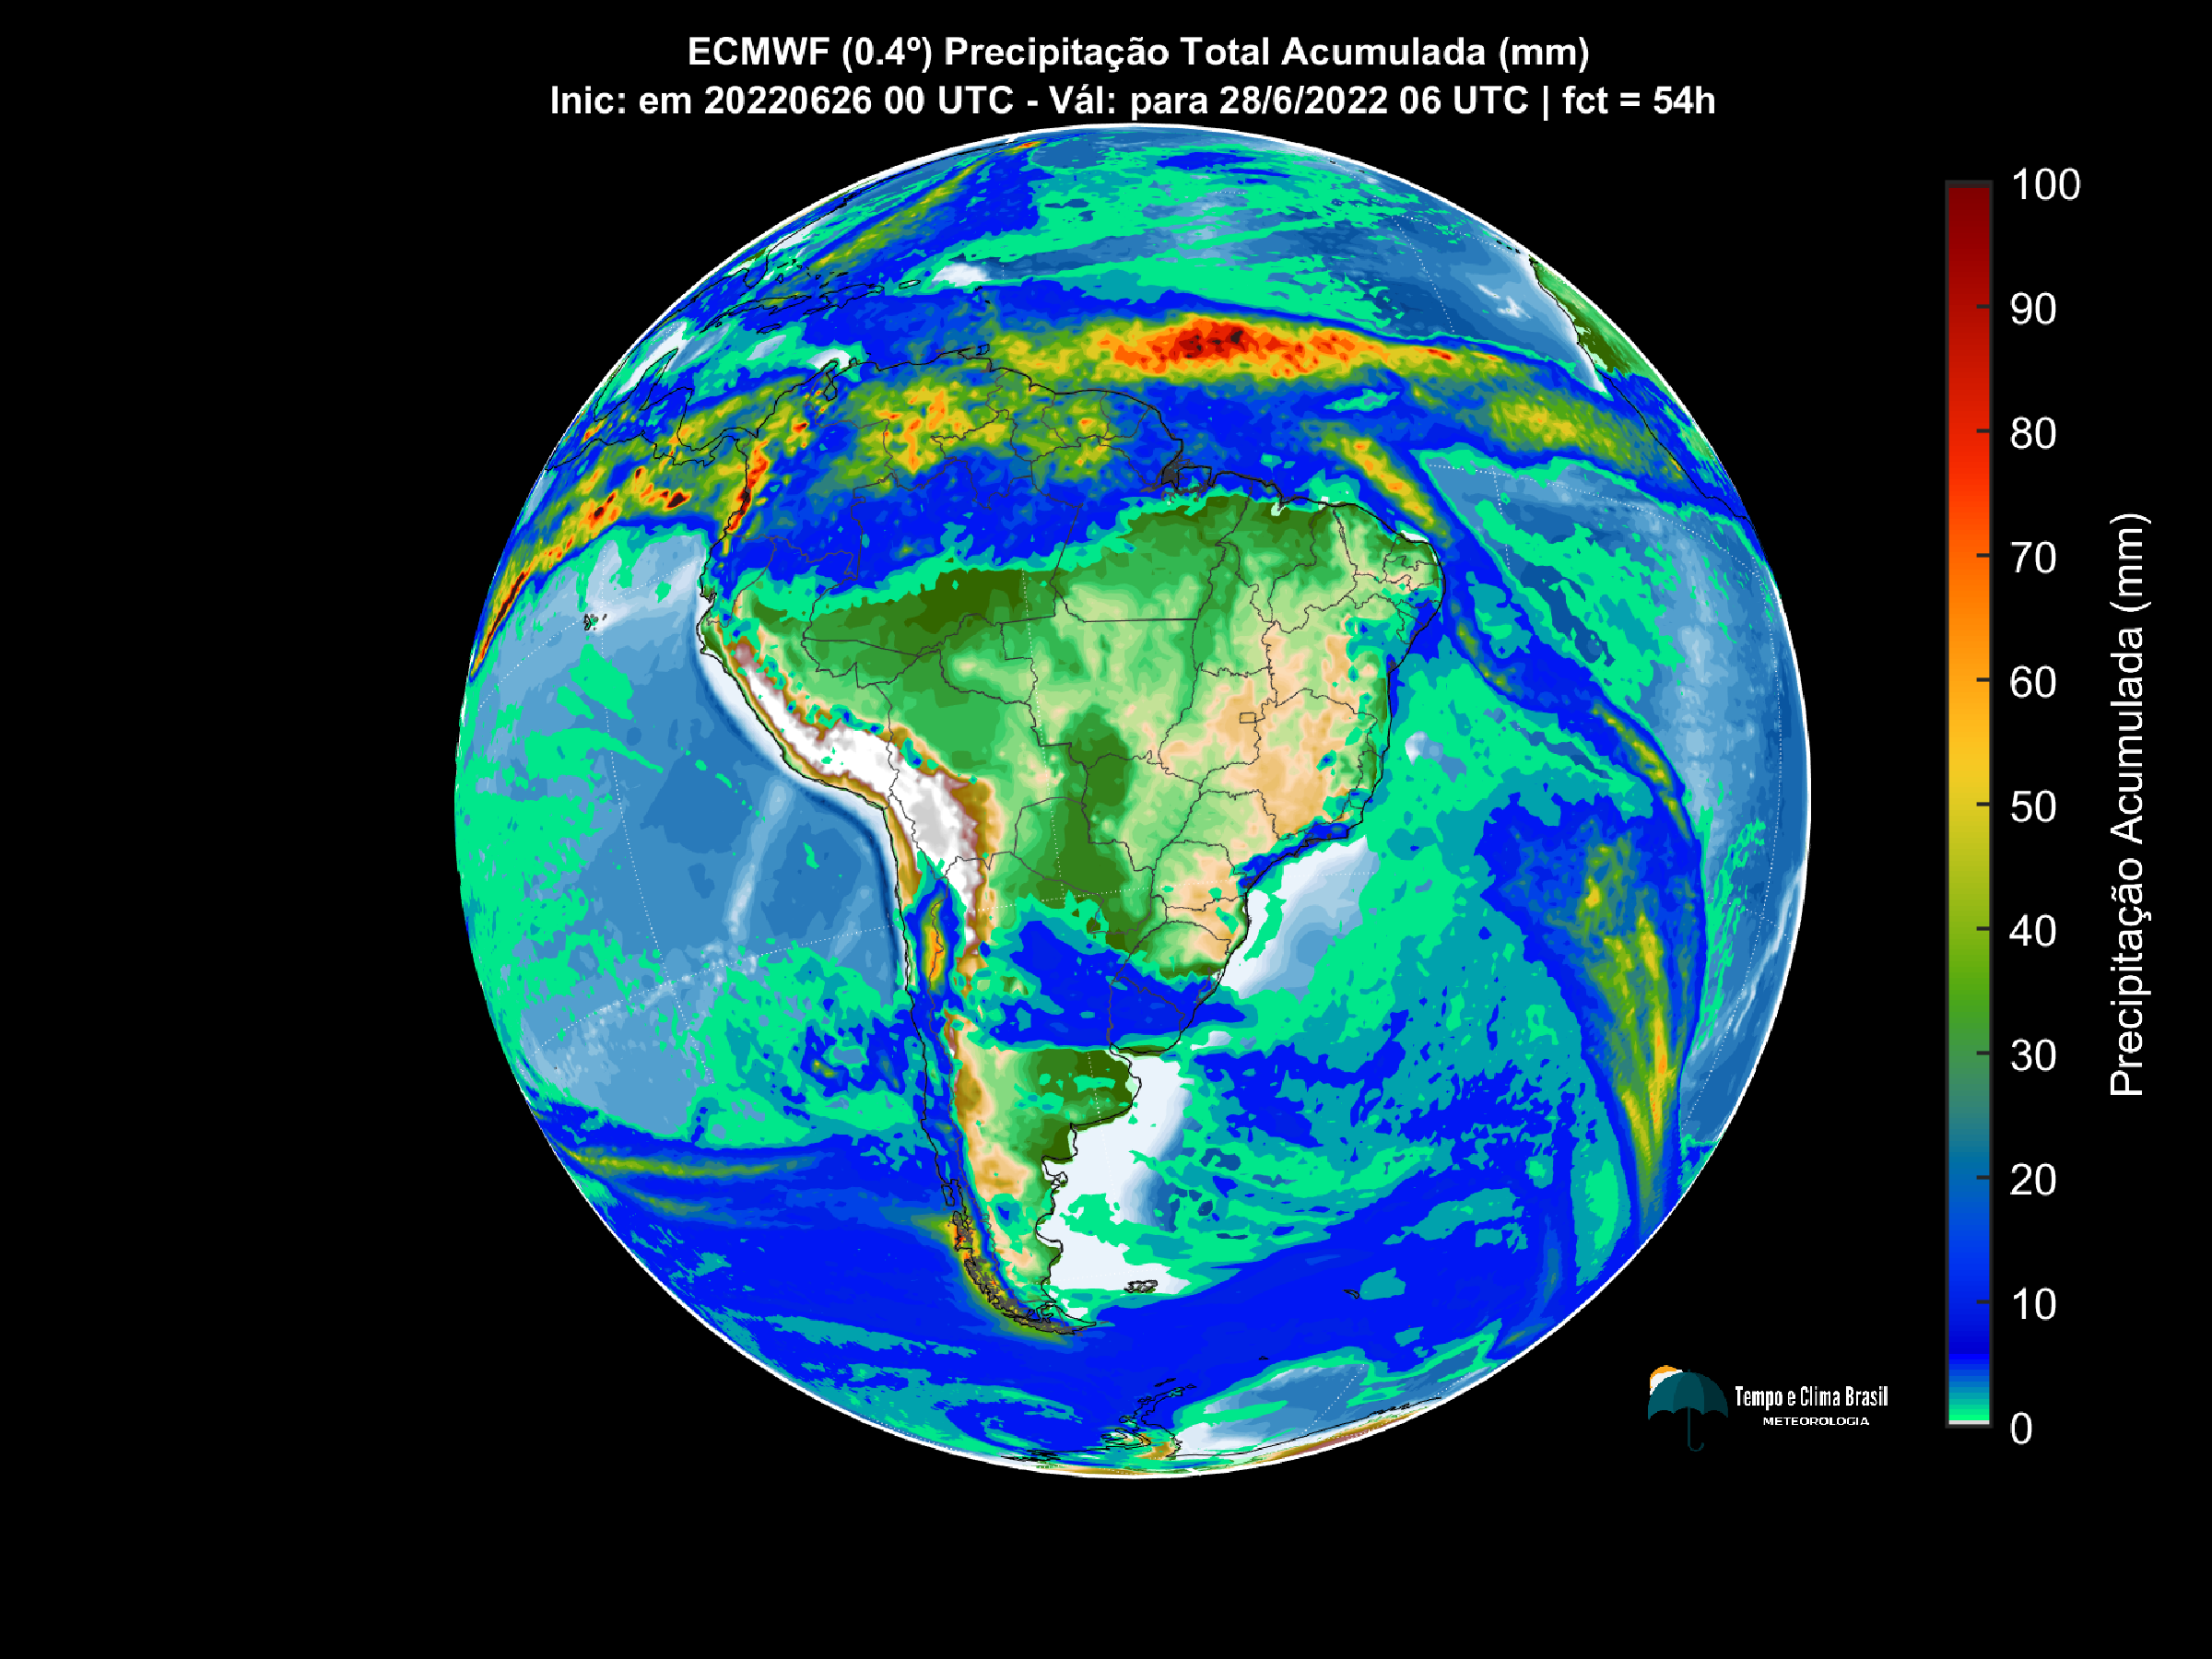 ECMWF (0.4º) Precipitação Total Acumulada (mm)
Inic: em 20220626 00 UTC - Vál: para 28/6/2022 06 UTC | fct = 54h
100
90
80
70
60
50
40
30
20
10
0
Precipitação Acumulada (mm)
Tempo e Clima Brasil
METEOROLOGIA